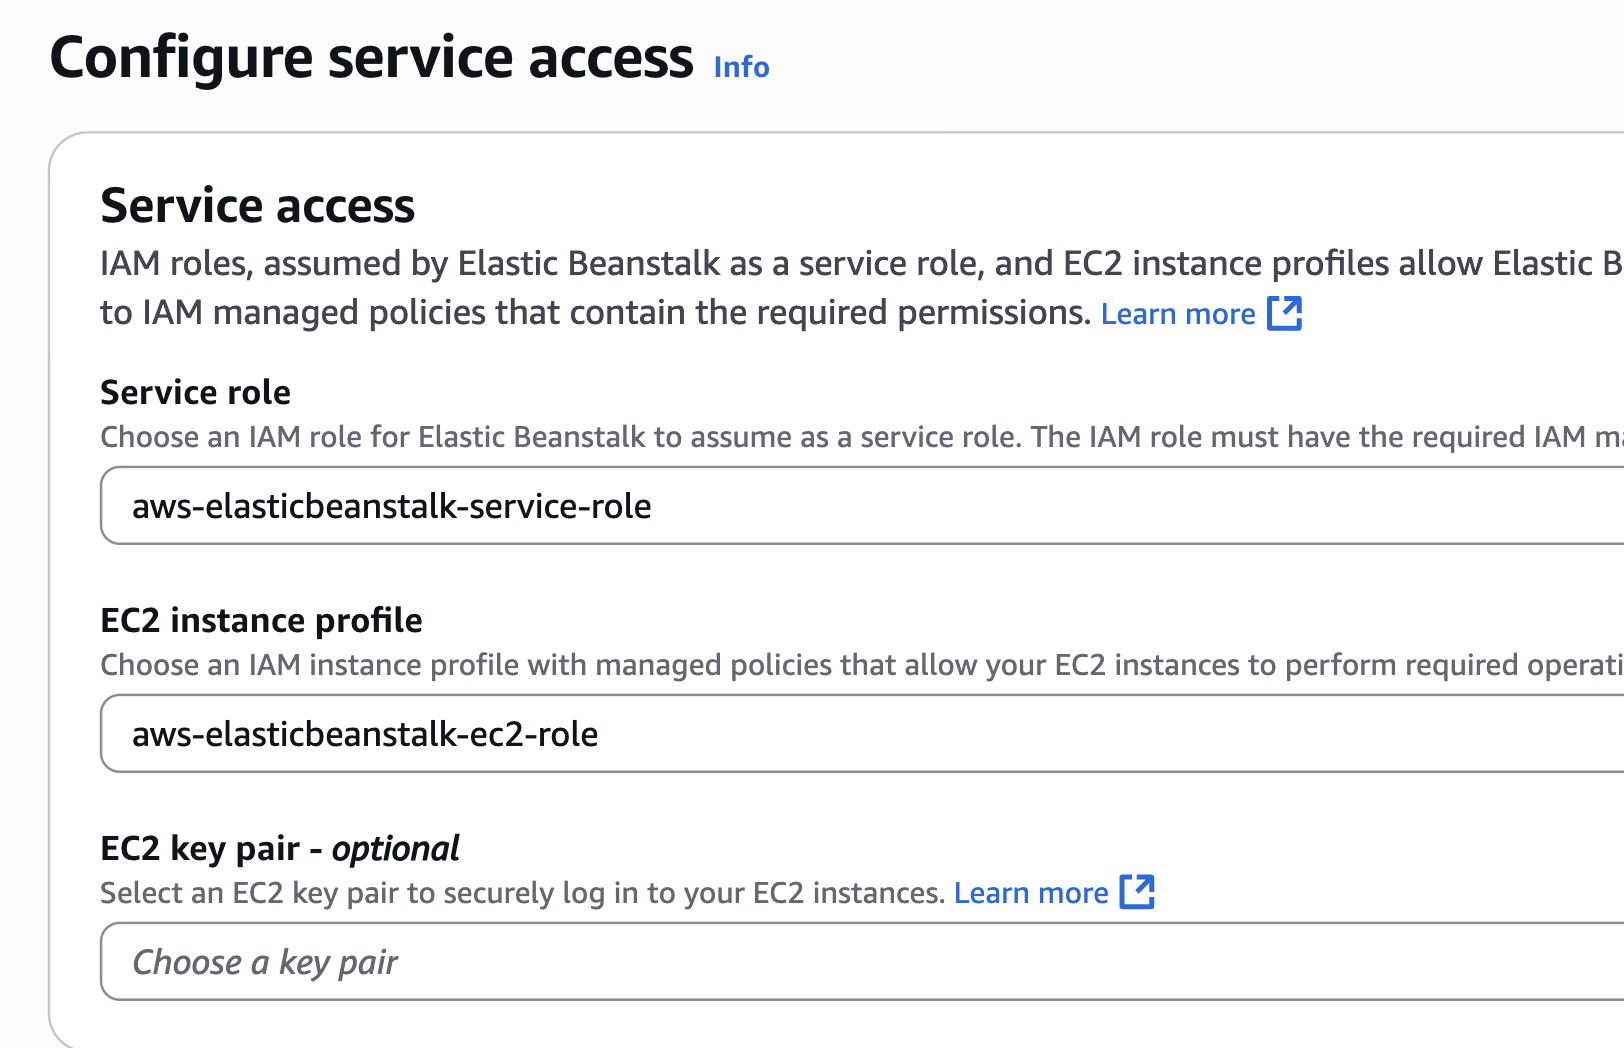 Configure service access Info
Service access
IAM roles, assumed by Elastic Beanstalk as a service role, and EC2 instance profiles allow Elastic B
to IAM managed policies that contain the required permissions. Learn more
Service role
Choose an IAM role for Elastic Beanstalk to assume as a service role. The IAM role must have the required IAM ma
aws-elasticbeanstalk-service-role
EC2 instance profile
Choose an IAM instance profile with managed policies that allow your EC2 instances to perform required operati
aws-elasticbeanstalk-ec2-role
EC2 key pair - optional
Select an EC2 key pair to securely log in to your EC2 instances. Learn more
Choose a key pair